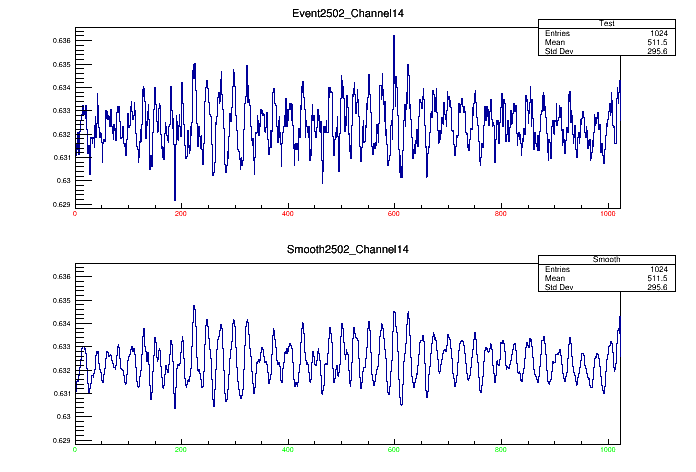 Event2502_Channel14
Test
Entries 1024
Mean 511.5
Std Dev 295.6
0.636
0.635
0.634
0.633
0.632
0.631
0.63
0.629
0 200 400 600 800 1000
Smooth2502_Channel14
Smooth
Entries 1024
Mean 511.5
Std Dev 295.6
0.636
0.635
0.634
0.633
0.632
0.631
0.63
0.629
0 200 400 600 800 1000